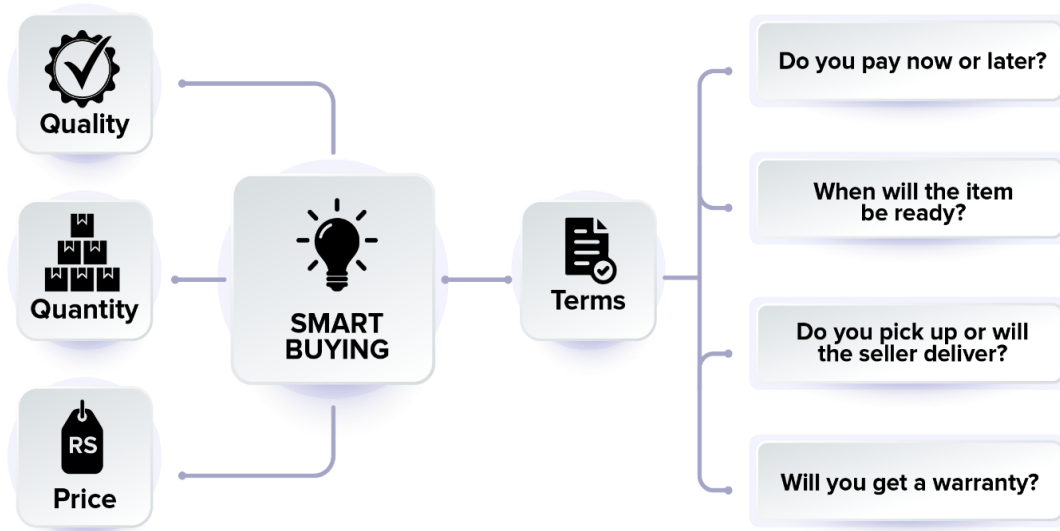 Quality
Quantity
RS
Price
SMART
BUYING
Terms
Do you pay now or later?
When will the item
be ready?
Do you pick up or will
the seller deliver?
Will you get a warranty?